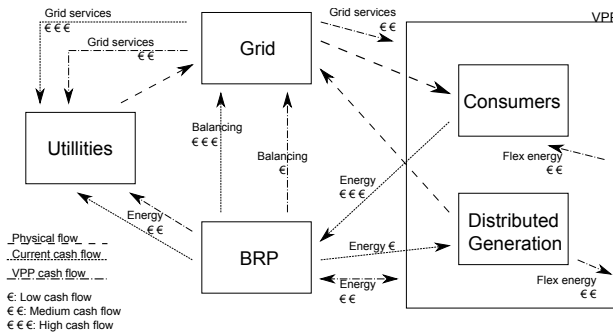 Grid services
€ € €
Grid services
€ €
Grid
Grid services
€ €
VPP
Consumers
Utillities
Balancing
€ € €
Balancing
€
Energy
€ € €
Flex energy
€ €
Energy
€ €
BRP
Energy €
Energy
€ €
Distributed
Generation
Flex energy
€ €
Physical flow
Current cash flow
VPP cash flow
€: Low cash flow
€ €: Medium cash flow
€ € €: High cash flow